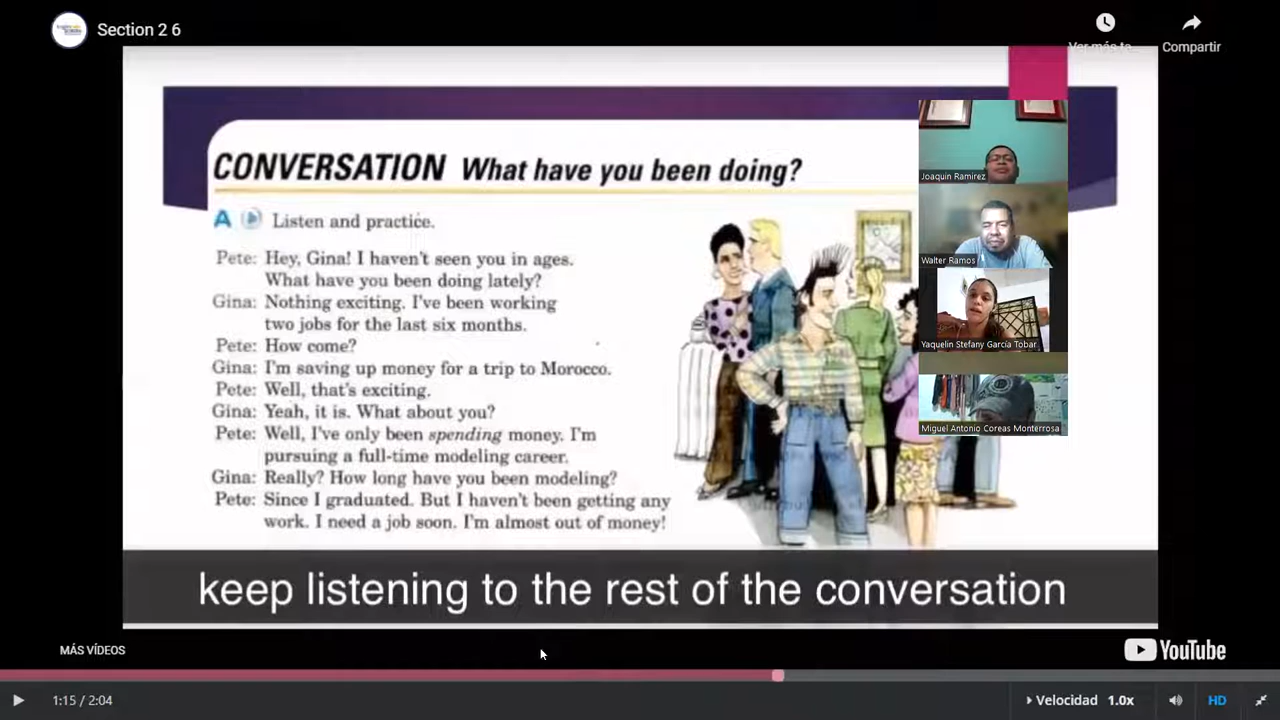 Section 2 6
Compartir
CONVERSATION What have you been doing?
A Listen and practice.
Pete: Hey, Gina! I haven't seen you in ages.
What have you been doing lately?
Gina: Nothing exciting. I've been working
two jobs for the last six months.
Pete: How come?
Gina: I'm saving up money for a trip to Morocco.
Pete: Well, that's exciting.
Gina: Yeah, it is. What about you?
Pete: Well, I've only been spending money. I'm
pursuing a full-time modeling career.
Gina: Really? How long have you been modeling?
Pete: Since I graduated. But I haven't been getting any
work. I need a job soon. I'm almost out of money!
Joaquin Ramirez
Walter Ramos
Yaquelin Stefany García Tobar
Miguel Antonio Coreas Monterrosa
keep listening to the rest of the conversation
MÁS VÍDEOS
YouTube
1:15 / 2:04
Velocidad 1.0x
HD